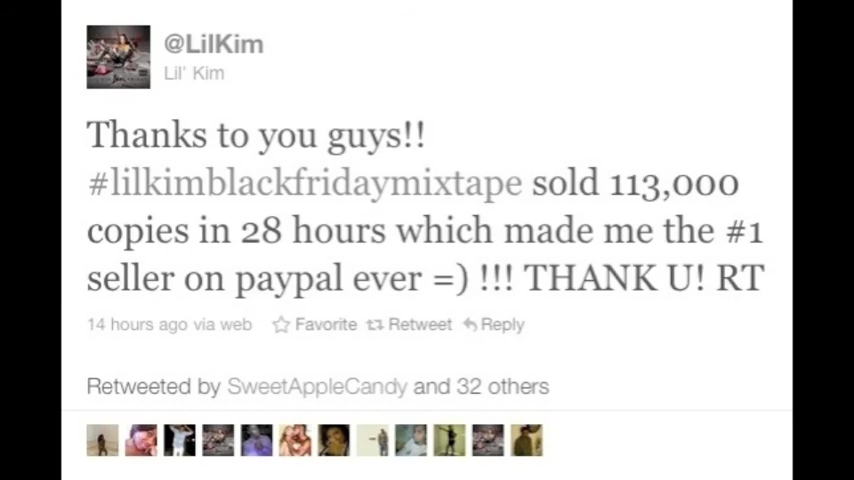 @LilKim
Lil' Kim
Thanks to you guys!!
#lilkimblackfridaymixtape sold 113,000
copies in 28 hours which made me the #1
seller on paypal ever =) !!! THANK U! RT
14 hours ago via web Favorite Retweet Reply
Retweeted by SweetAppleCandy and 32 others